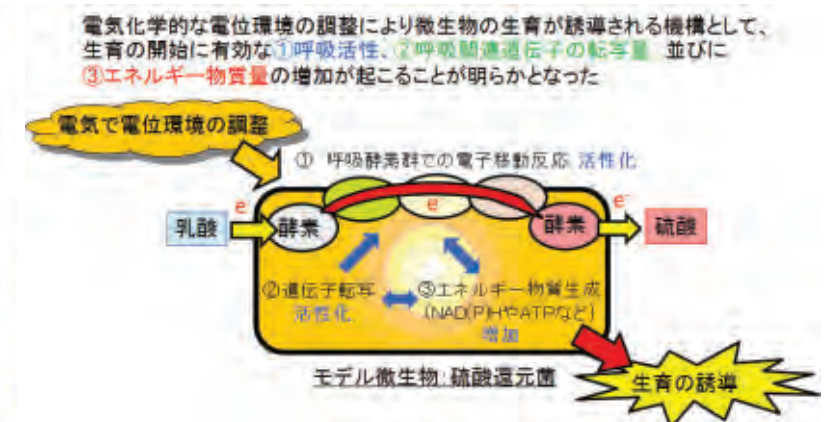 電気化学的な電位環境の調整により微生物の生育が誘導される機構として、
生育の開始に有効な①呼吸活性、②呼吸関連遺伝子の転写量 並びに
③エネルギー物質量の増加が起こることが明らかとなった
電気で電位環境の調整
① 呼吸酵素群での電子移動反応 活性化
乳酸
e
酵素
e
酵素
e⁻
硫酸
②遺伝子転写
活性化
③エネルギー物質生成
(NAD(P)HやATPなど)
増加
モデル微生物:硫酸還元菌
生育の誘導